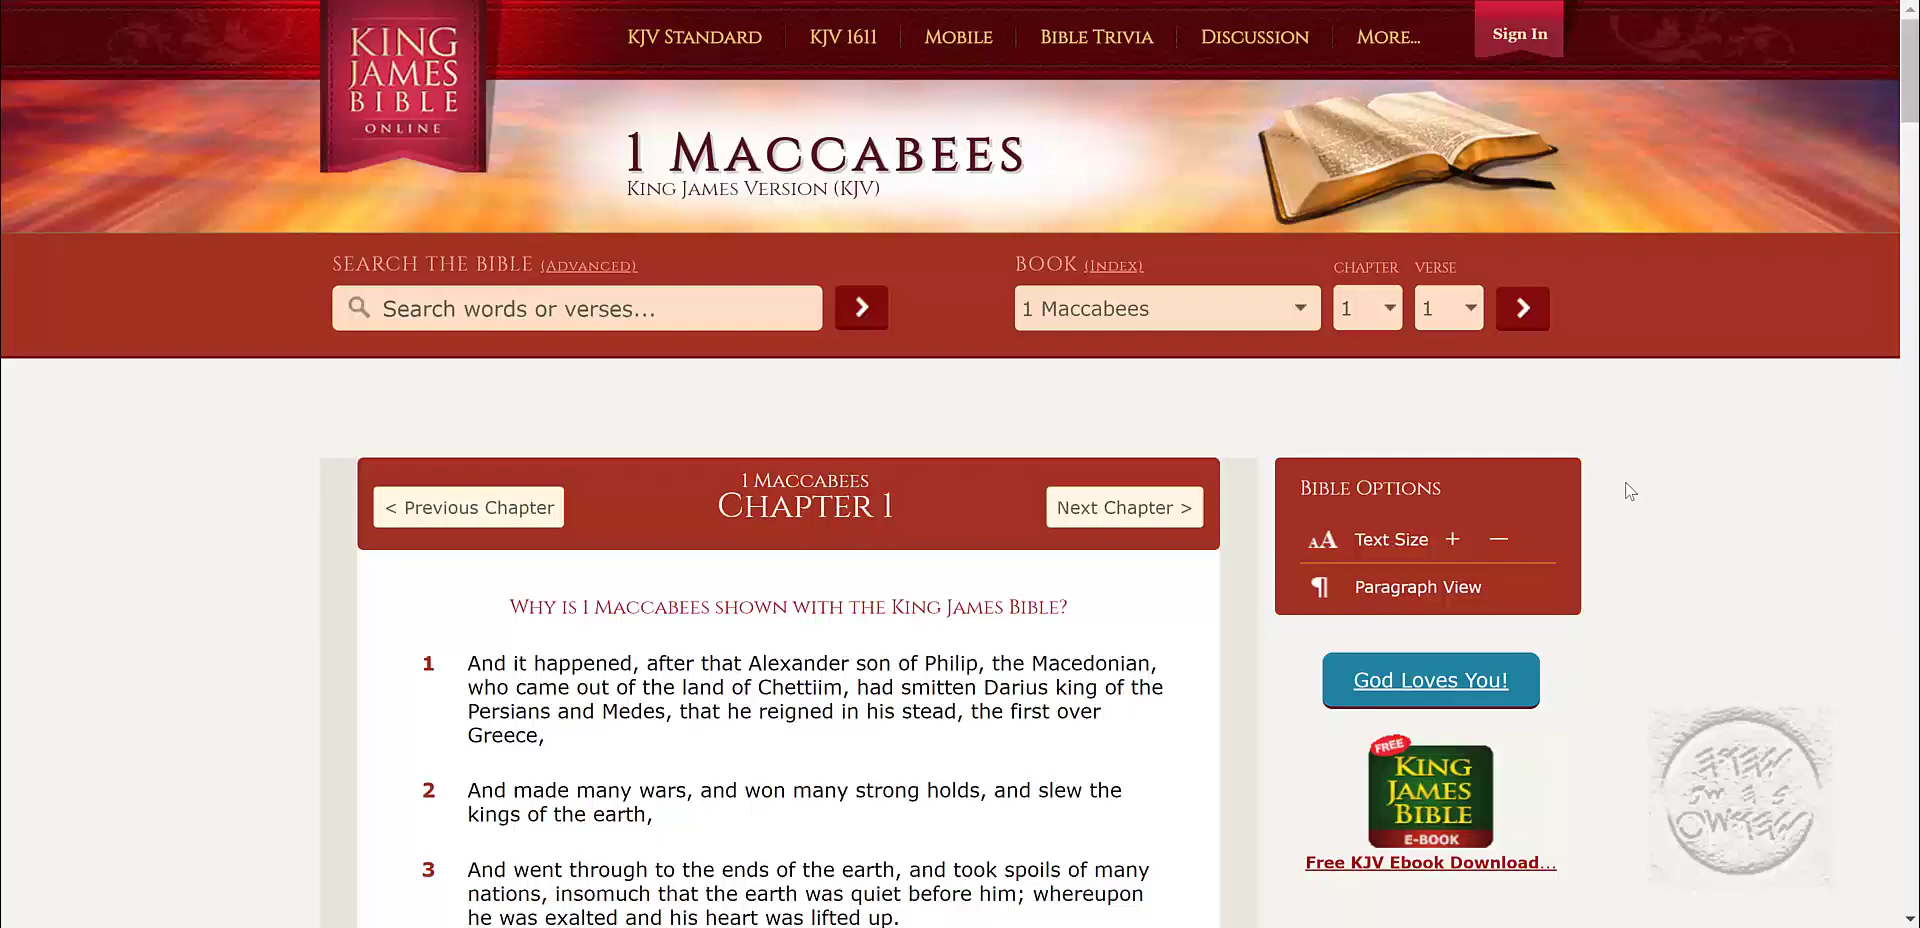 KING
JAMES
BIBLE
ONLINE
KJV STANDARD
KJV 1611
MOBILE
BIBLE TRIVIA
DISCUSSION
MORE...
Sign In
1 MACCABEES
KING JAMES VERSION (KJV)
SEARCH THE BIBLE (ADVANCED)
Search words or verses...
BOOK (INDEX)
CHAPTER
VERSE
1 Maccabees
1
1
< Previous Chapter
1 MACCABEES
CHAPTER 1
Next Chapter >
WHY IS 1 MACCABEES SHOWN WITH THE KING JAMES BIBLE?
1 And it happened, after that Alexander son of Philip, the Macedonian,
who came out of the land of Chettiim, had smitten Darius king of the
Persians and Medes, that he reigned in his stead, the first over
Greece,
2 And made many wars, and won many strong holds, and slew the
kings of the earth,
3 And went through to the ends of the earth, and took spoils of many
nations, insomuch that the earth was quiet before him; whereupon
he was exalted and his heart was lifted up.
BIBLE OPTIONS
AA Text Size + —
¶ Paragraph View
God Loves You!
FREE
KING
JAMES
BIBLE
E-BOOK
Free KJV Ebook Download...